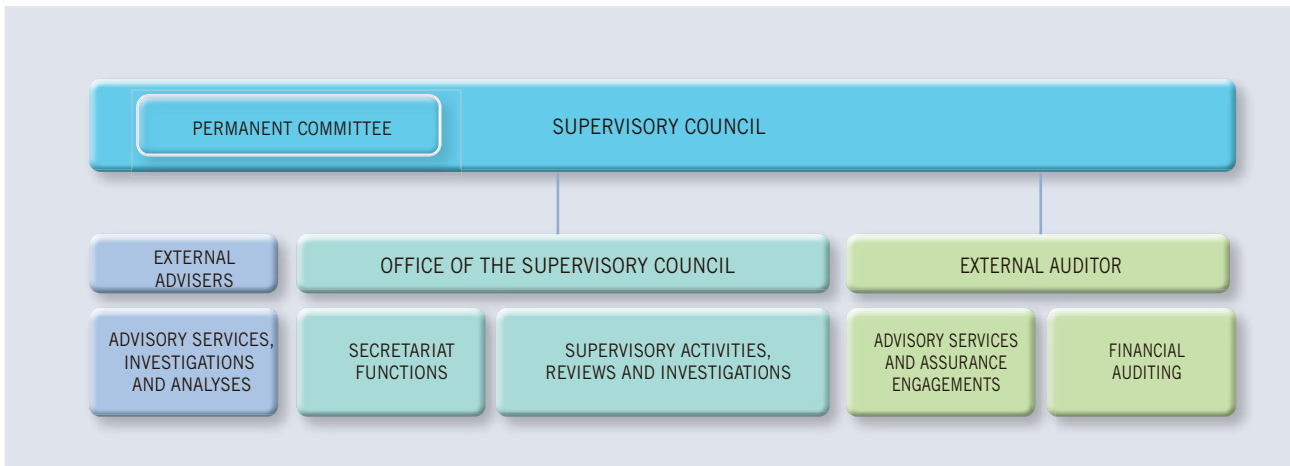 PERMANENT COMMITTEE
SUPERVISORY COUNCIL
EXTERNAL
ADVISERS
OFFICE OF THE SUPERVISORY COUNCIL
EXTERNAL AUDITOR
ADVISORY SERVICES,
INVESTIGATIONS
AND ANALYSES
SECRETARIAT
FUNCTIONS
SUPERVISORY ACTIVITIES,
REVIEWS AND INVESTIGATIONS
ADVISORY SERVICES
AND ASSURANCE
ENGAGEMENTS
FINANCIAL
AUDITING